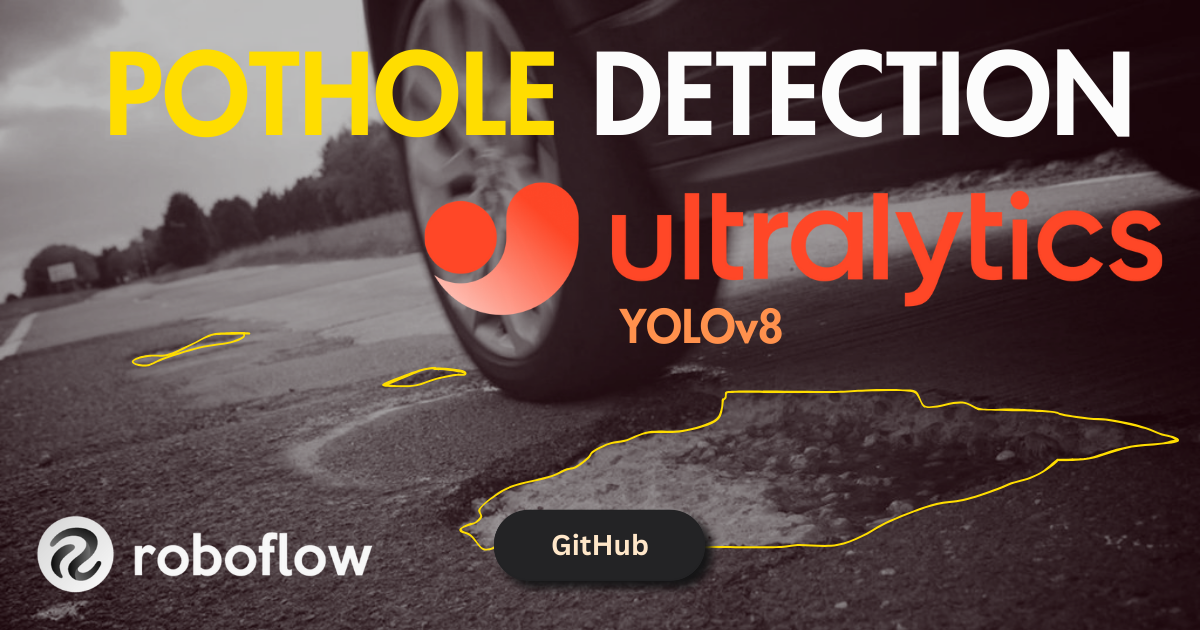 POTHOLE DETECTION
ultralytics
YOLOv8
GitHub
roboflow